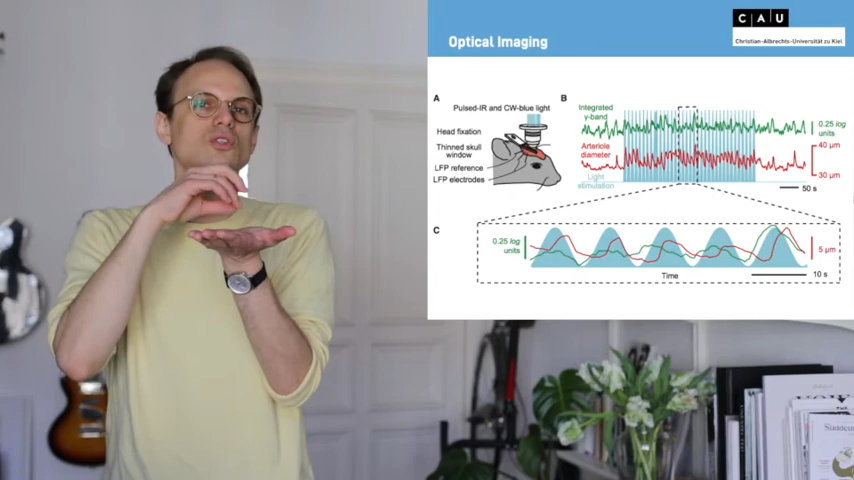 Optical Imaging
C A U
Christian-Albrechts-Universität zu Kiel
A
Pulsed-IR and CW-blue light
Head fixation
Thinned skull
window
LFP reference
LFP electrodes
B
Integrated
γ-band
Arteriole
diameter
Light
stimulation
0.25 log
units
40 µm
30 µm
50 s
C
0.25 log
units
5 µm
Time
10 s